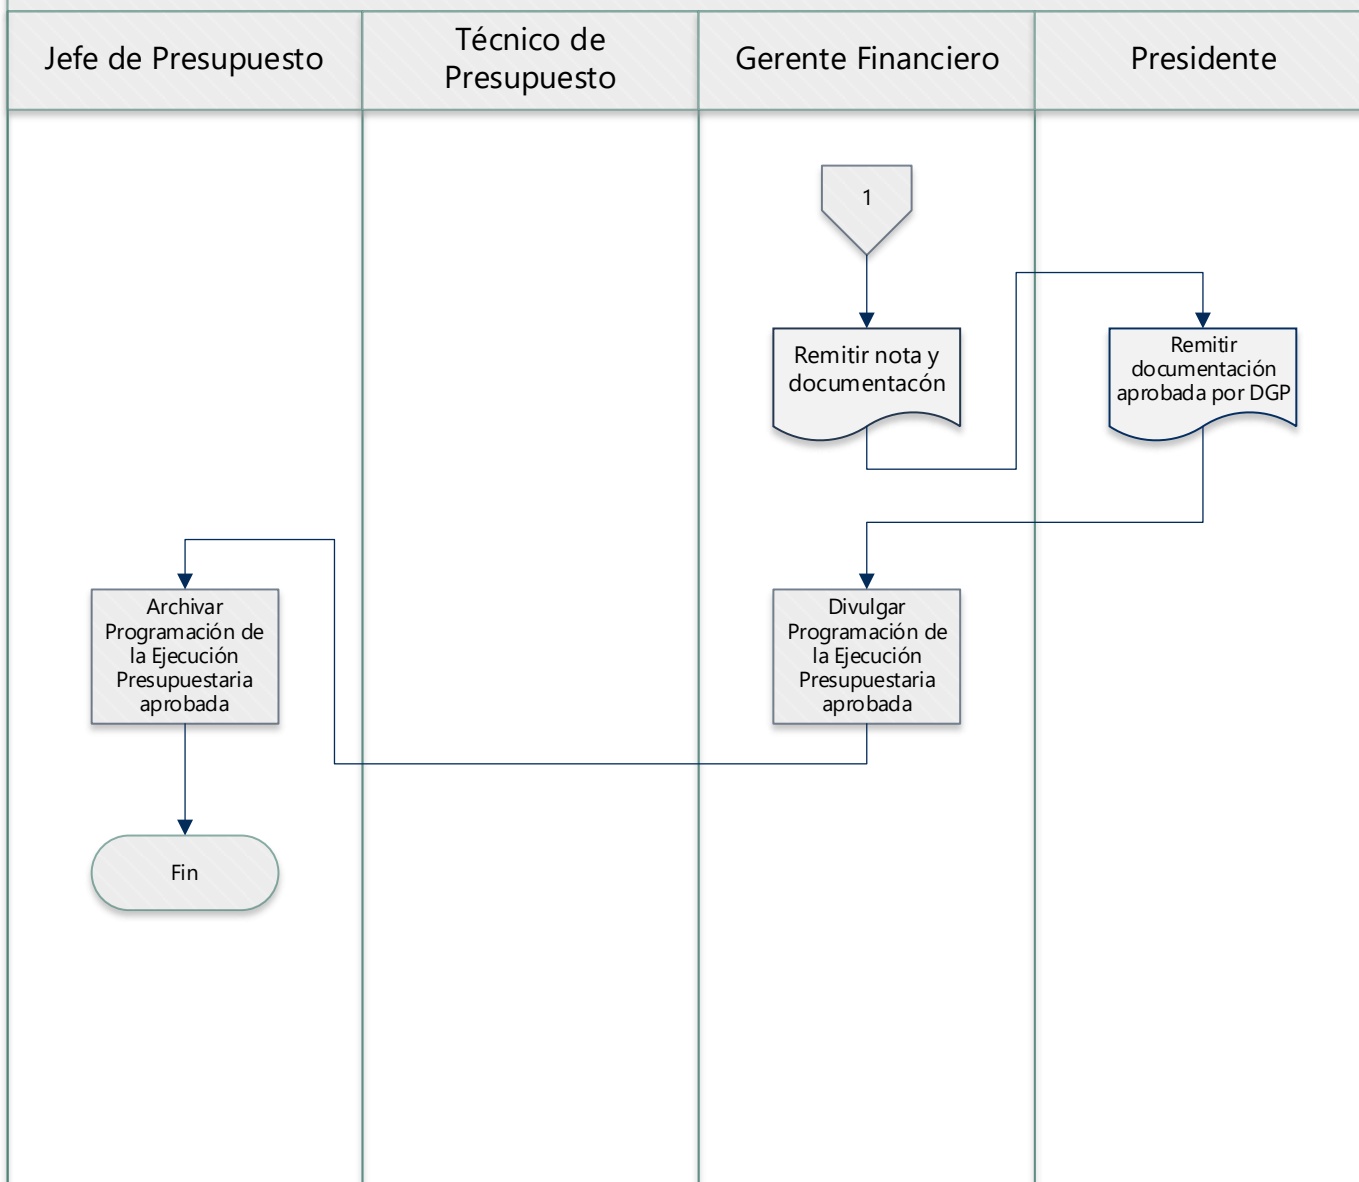 Jefe de Presupuesto
Técnico de
Presupuesto
Gerente Financiero
Presidente
1
Remitir nota y
documentacón
Remitir
documentación
aprobada por DGP
Archivar
Programación de
la Ejecución
Presupuestaria
aprobada
Divulgar
Programación de
la Ejecución
Presupuestaria
aprobada
Fin